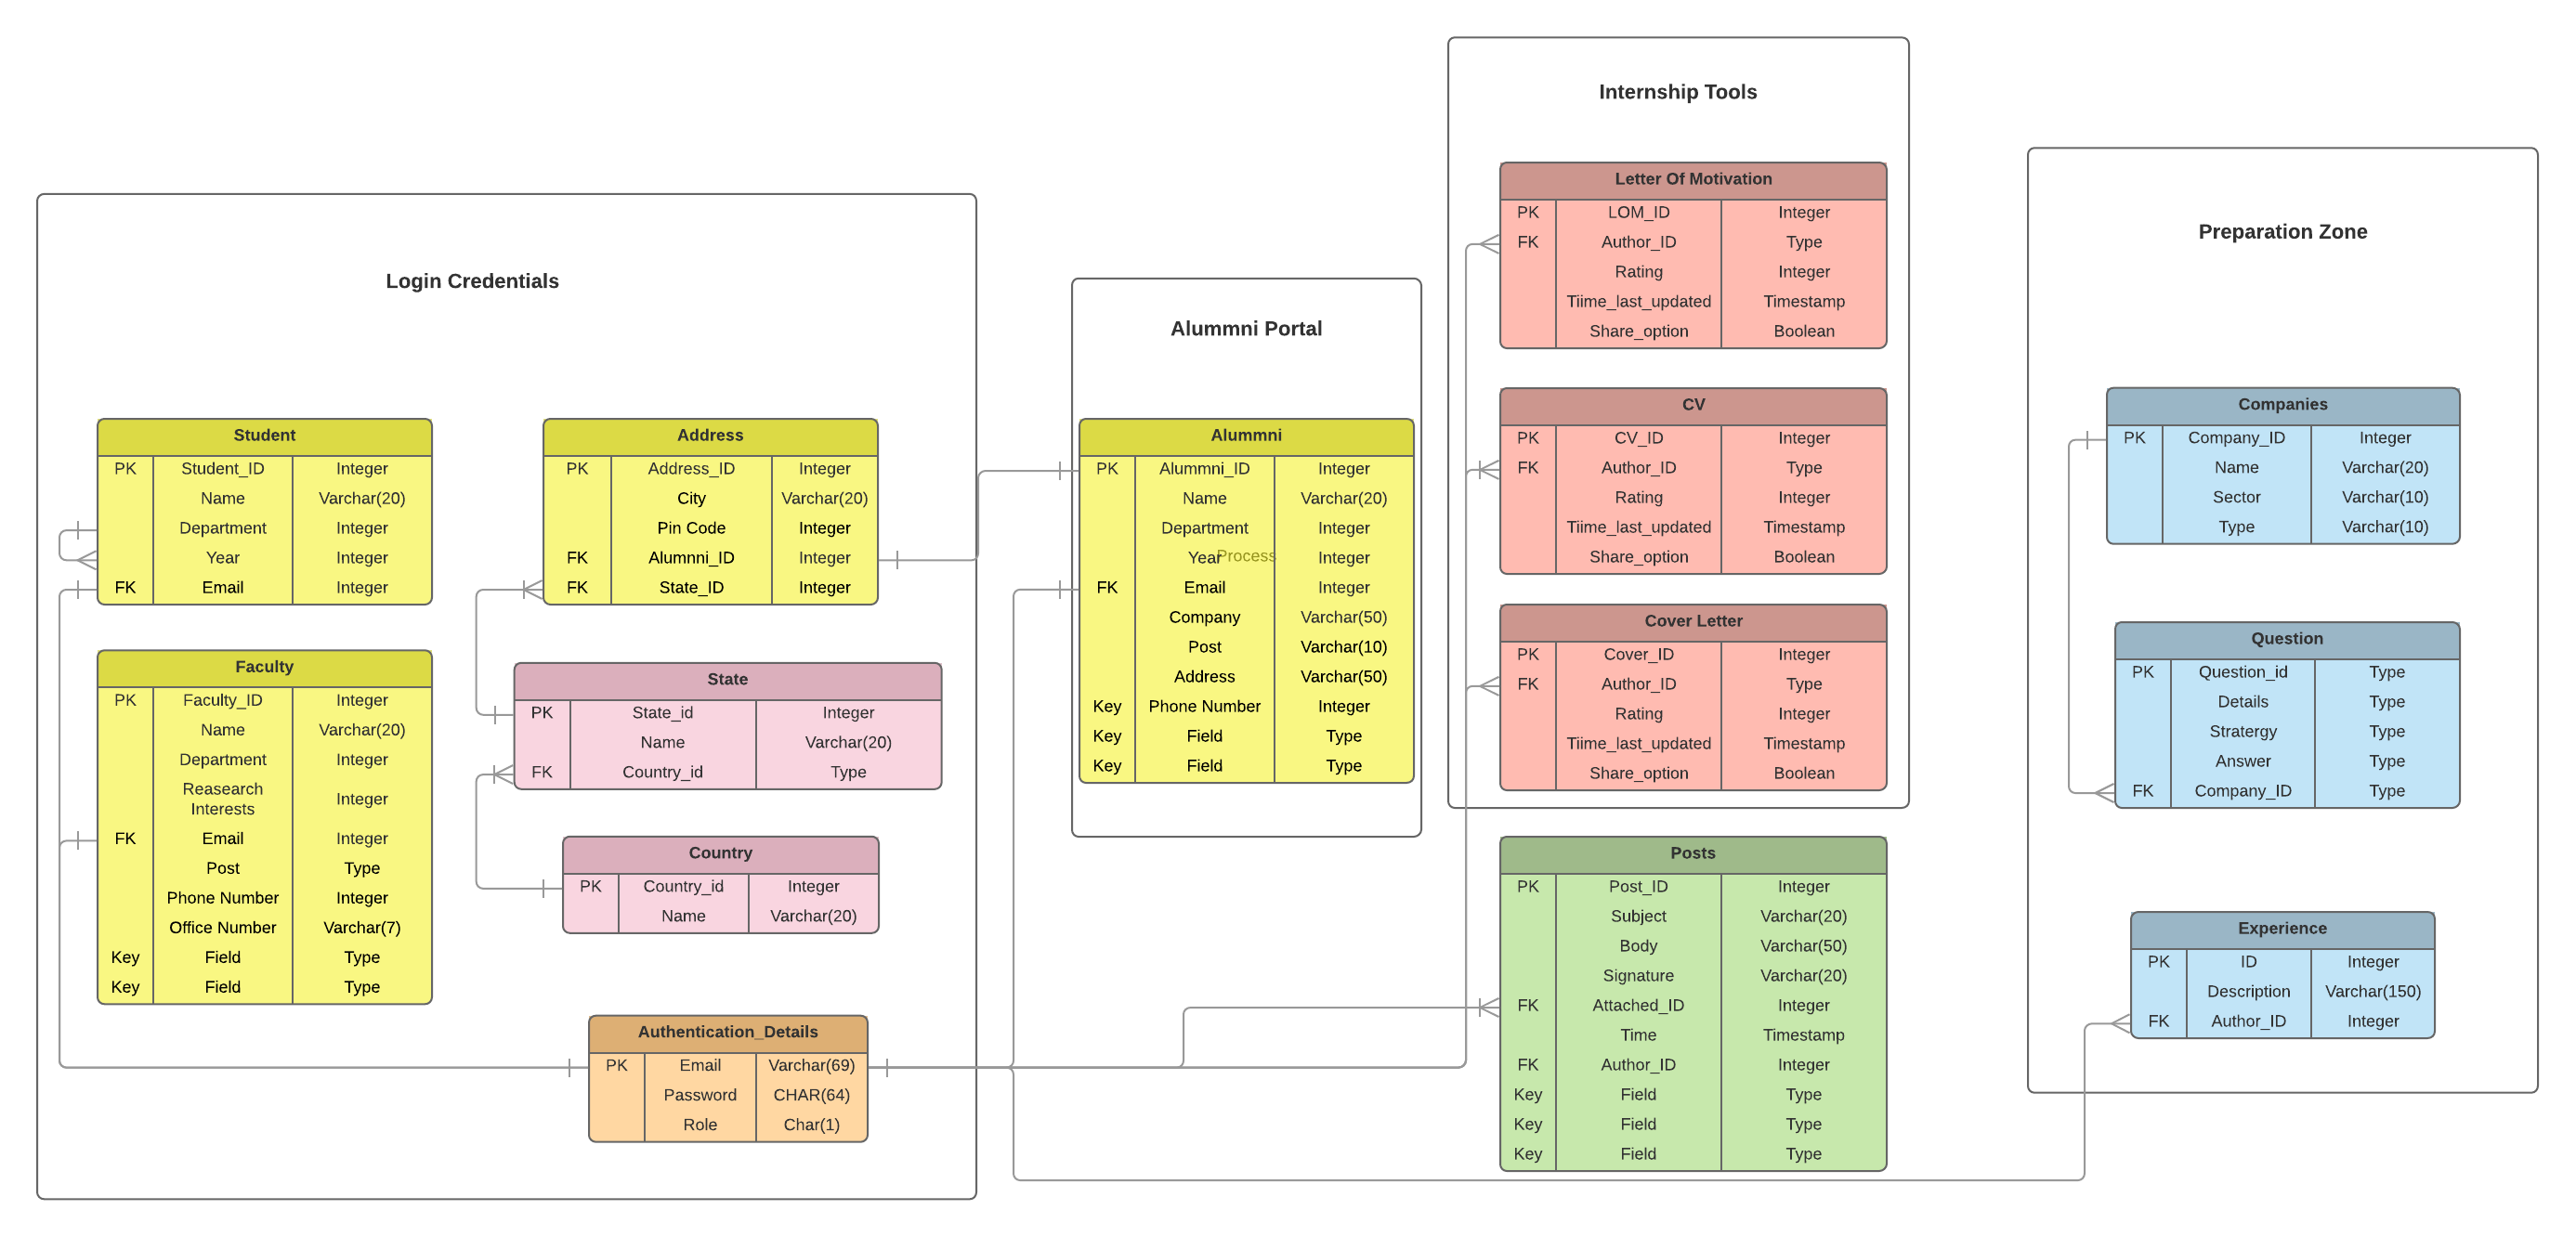 Login Credentials
Student
PK Student_ID Integer
Name Varchar(20)
Department Integer
Year Integer
FK Email Integer
Faculty
PK Faculty_ID Integer
Name Varchar(20)
Department Integer
Reasearch
Interests Integer
FK Email Integer
Post Type
Phone Number Integer
Office Number Varchar(7)
Key Field Type
Key Field Type
Address
PK Address_ID Integer
City Varchar(20)
Pin Code Integer
FK Alumnni_ID Integer
FK State_ID Integer
State
PK State_id Integer
Name Varchar(20)
FK Country_id Type
Country
PK Country_id Integer
Name Varchar(20)
Authentication_Details
PK Email Varchar(69)
Password CHAR(64)
Role Char(1)
Alummni Portal
Alummni
PK Alummni_ID Integer
Name Varchar(20)
Department Integer
Year Process Integer
FK Email Integer
Company Varchar(50)
Post Varchar(10)
Address Varchar(50)
Key Phone Number Integer
Key Field Type
Key Field Type
Internship Tools
Letter Of Motivation
PK LOM_ID Integer
FK Author_ID Type
Rating Integer
Tiime_last_updated Timestamp
Share_option Boolean
CV
PK CV_ID Integer
FK Author_ID Type
Rating Integer
Tiime_last_updated Timestamp
Share_option Boolean
Cover Letter
PK Cover_ID Integer
FK Author_ID Type
Rating Integer
Tiime_last_updated Timestamp
Share_option Boolean
Posts
PK Post_ID Integer
Subject Varchar(20)
Body Varchar(50)
Signature Varchar(20)
FK Attached_ID Integer
Time Timestamp
FK Author_ID Integer
Key Field Type
Key Field Type
Key Field Type
Preparation Zone
Companies
PK Company_ID Integer
Name Varchar(20)
Sector Varchar(10)
Type Varchar(10)
Question
PK Question_id Type
Details Type
Stratergy Type
Answer Type
FK Company_ID Type
Experience
PK ID Integer
Description Varchar(150)
FK Author_ID Integer